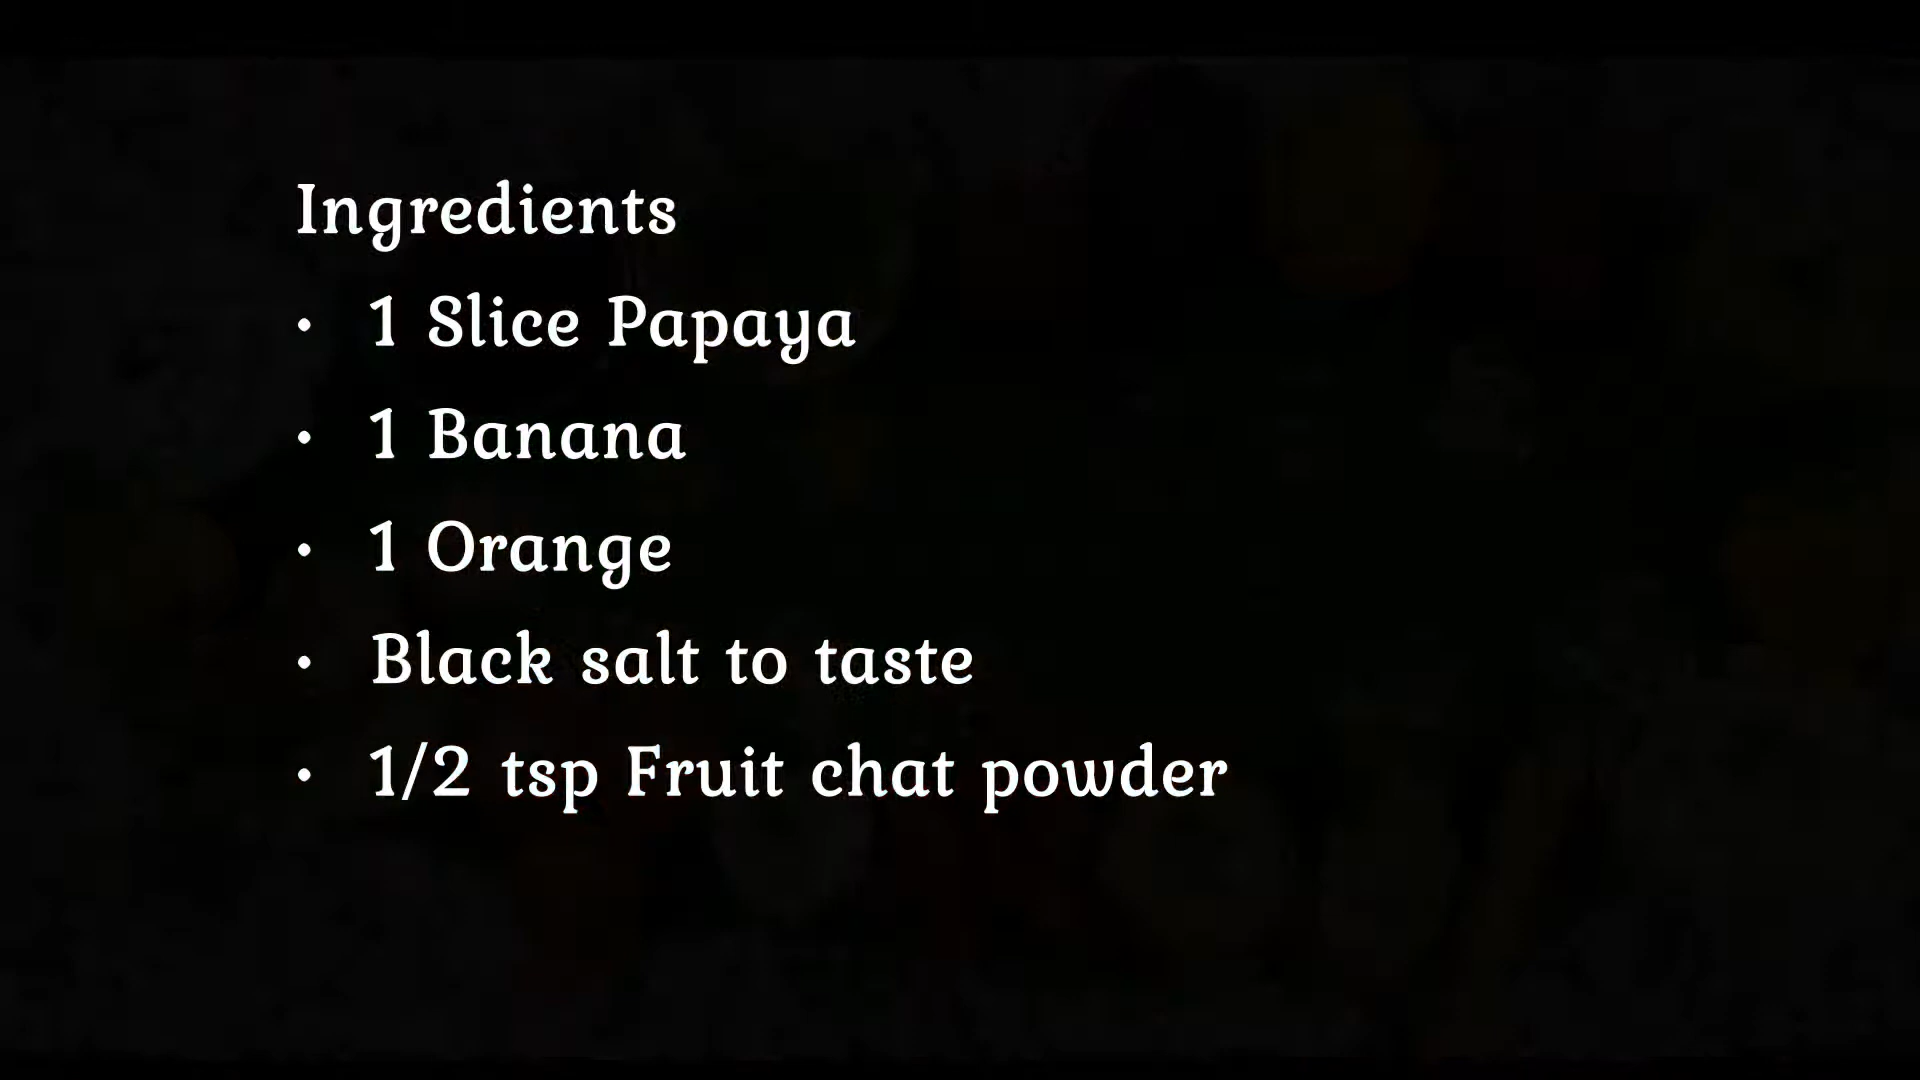 Ingredients
• 1 Slice Papaya
• 1 Banana
• 1 Orange
• Black salt to taste
• 1/2 tsp Fruit chat powder